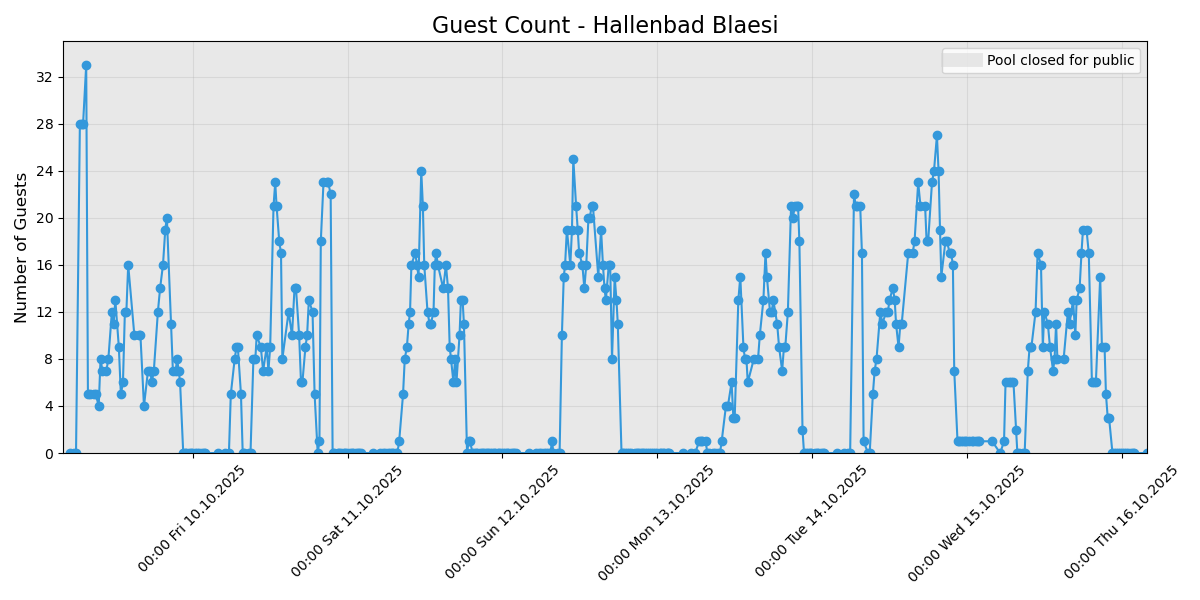 Guest Count - Hallenbad Blaesi
Pool closed for public
Number of Guests
32
28
24
20
16
12
8
4
0
00:00 Fri 10.10.2025
00:00 Sat 11.10.2025
00:00 Sun 12.10.2025
00:00 Mon 13.10.2025
00:00 Tue 14.10.2025
00:00 Wed 15.10.2025
00:00 Thu 16.10.2025